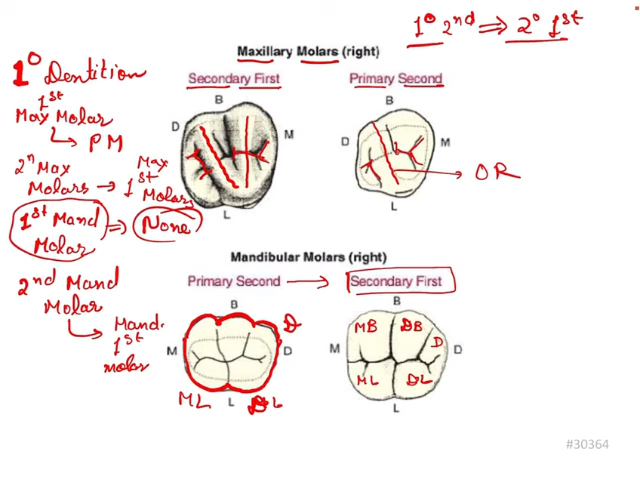 1° 2nd ⇒ 2° 1st
Maxillary Molars (right)
1° Dentition
Secondary First
Primary Second
1st
Max Molar
↳ PM
B
D
M
L
B
D
M
L
→ OR
2n Max
Molars → 1st
Max
Molars
1st Mand
Molar
⇒ None
Mandibular Molars (right)
Primary Second → Secondary First
2nd Mand
Molar
↳ Mand.
1st
molar
B
D
M
D
ML
L
DL
B
MB
DB
D
M
D
ML
DL
L
#30364